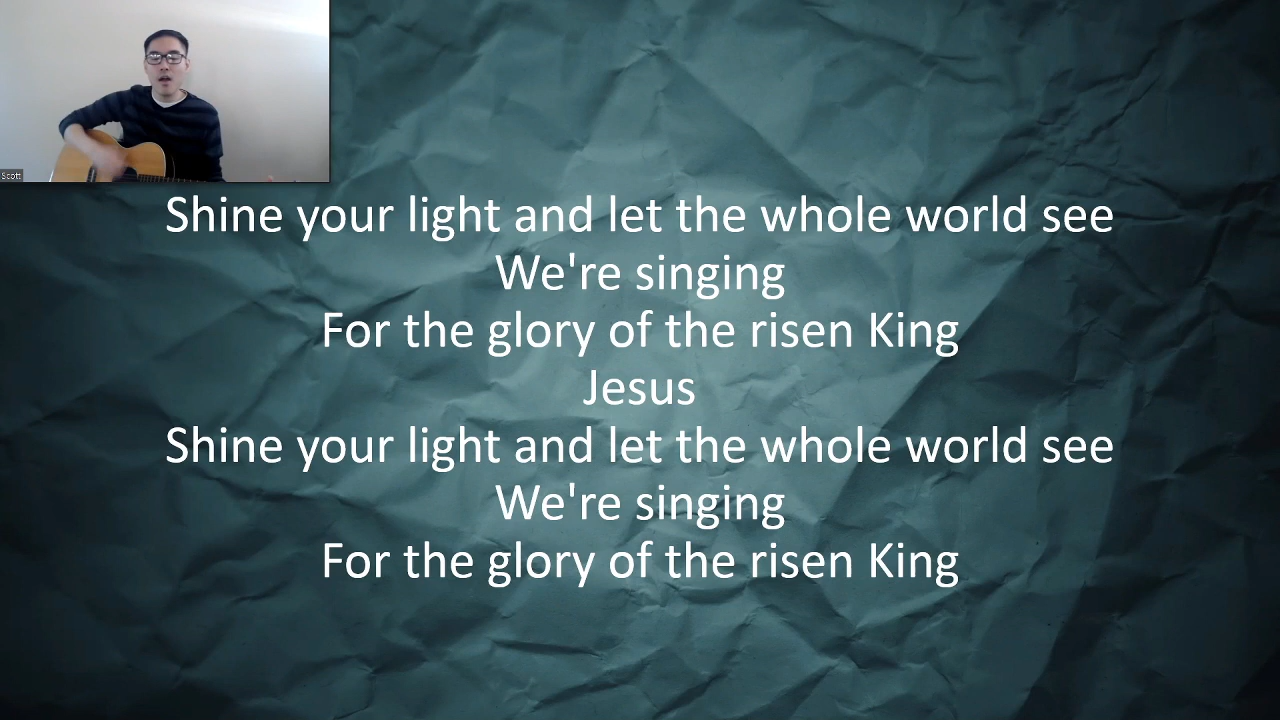 Scott
Shine your light and let the whole world see
We're singing
For the glory of the risen King
Jesus
Shine your light and let the whole world see
We're singing
For the glory of the risen King